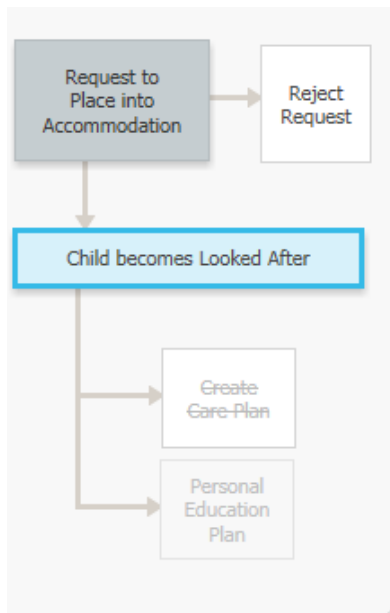 Request to
Place into
Accommodation
Reject
Request
Child becomes Looked After
Create
Care Plan
Personal
Education
Plan